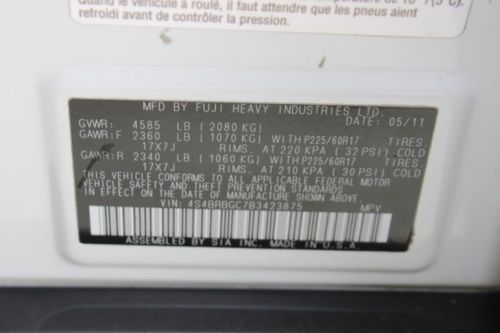 Quand le véhicule a roulé, il faut attendre que les pneus aient
refroidi avant de contrôler la pression.
MFD BY FUJI HEAVY INDUSTRIES LTD.
GVWR: 4585 LB ( 2080 KG) DATE: 05/11
GAWR:F 2360 LB ( 1070 KG) WITH P225/60R17 TIRES,
17X7J RIMS, AT 220 KPA ( 32 PSI) COLD.
GAWR:R 2340 LB ( 1060 KG) WITH P225/60R17 TIRES,
17X7J RIMS, AT 210 KPA ( 30 PSI) COLD.
THIS VEHICLE CONFORMS TO ALL APPLICABLE FEDERAL MOTOR
VEHICLE SAFETY, BUMPER, AND THEFT PREVENTION STANDARDS
IN EFFECT ON THE DATE OF MANUFACTURE SHOWN ABOVE.
VIN: 4S4BRBGC7B3423875 MPV
ASSEMBLED BY SIA INC. MADE IN U.S.A.